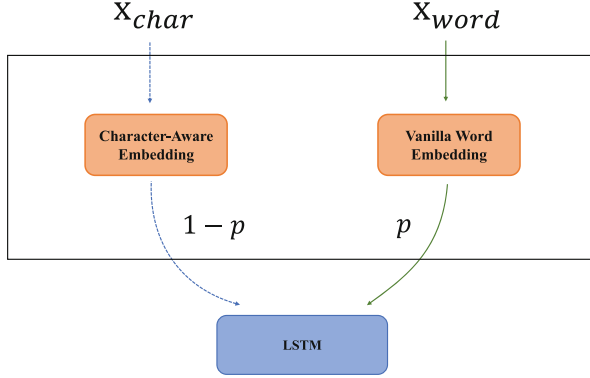 x_char x_word
Character-Aware
Embedding
Vanilla Word
Embedding
1 − p p
LSTM